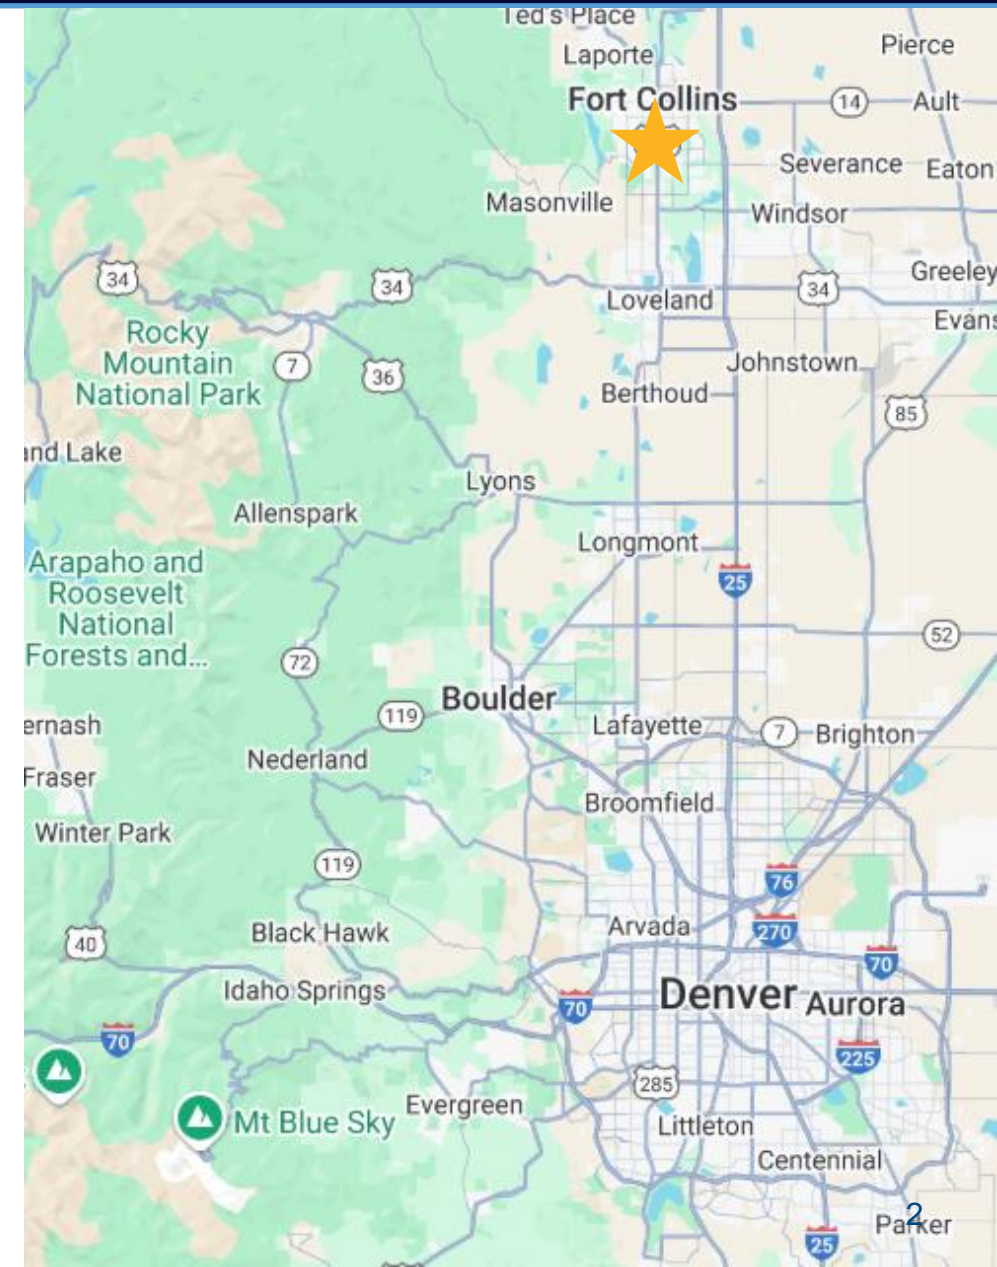 Ted's Place
Laporte
Pierce
Fort Collins
14
Ault
Severance
Eaton
Masonville
Windsor
34
34
Greeley
Loveland
34
Evans
Rocky
Mountain
National Park
7
36
Johnstown
Berthoud
85
and Lake
Lyons
Allenspark
Longmont
Arapaho and
Roosevelt
National
Forests and...
25
52
72
Boulder
119
ernash
Lafayette
7
Brighton
Nederland
Fraser
Broomfield
Winter Park
119
76
Black Hawk
Arvada
270
40
70
Idaho Springs
Denver
Aurora
70
70
225
285
Evergreen
Mt Blue Sky
Littleton
Centennial
2
Parker
25